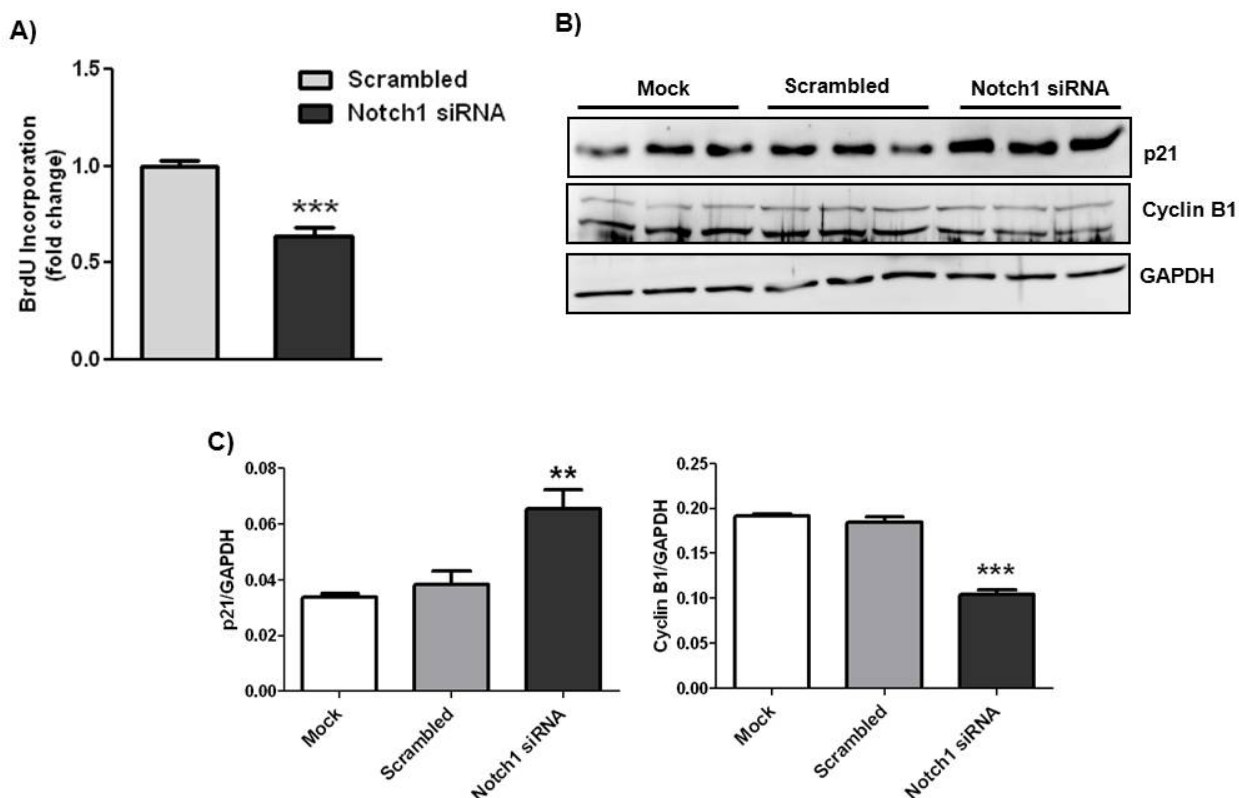 A)
1.5
1.0
0.5
0.0
BrdU Incorporation
(fold change)
Scrambled
Notch1 siRNA
***
B)
Mock Scrambled Notch1 siRNA
p21
Cyclin B1
GAPDH
C)
0.08
0.06
0.04
0.02
0.00
p21/GAPDH
**
Mock
Scrambled
Notch1 siRNA
0.25
0.20
0.15
0.10
0.05
0.00
Cyclin B1/GAPDH
***
Mock
Scrambled
Notch1 siRNA